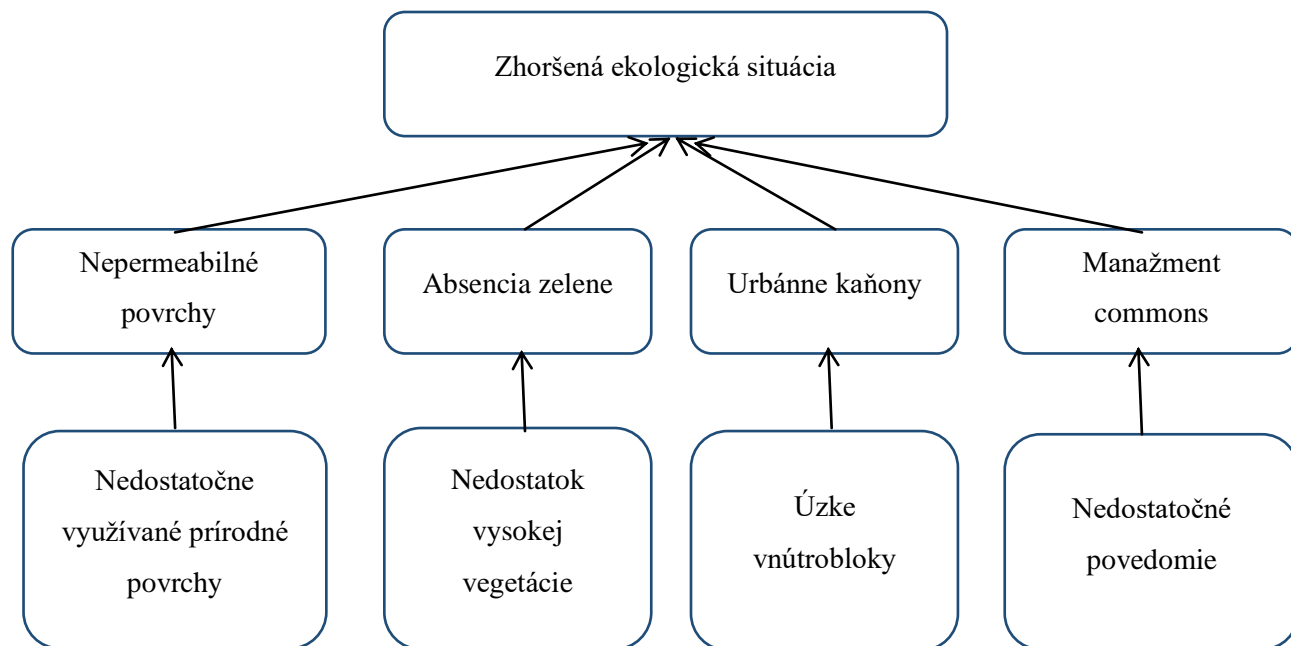 Zhoršená ekologická situácia
Nepermeabilné
povrchy
Absencia zelene
Urbánne kaňony
Manažment
commons
Nedostatočne
využívané prírodné
povrchy
Nedostatok
vysokej
vegetácie
Úzke
vnútrobloky
Nedostatočné
povedomie